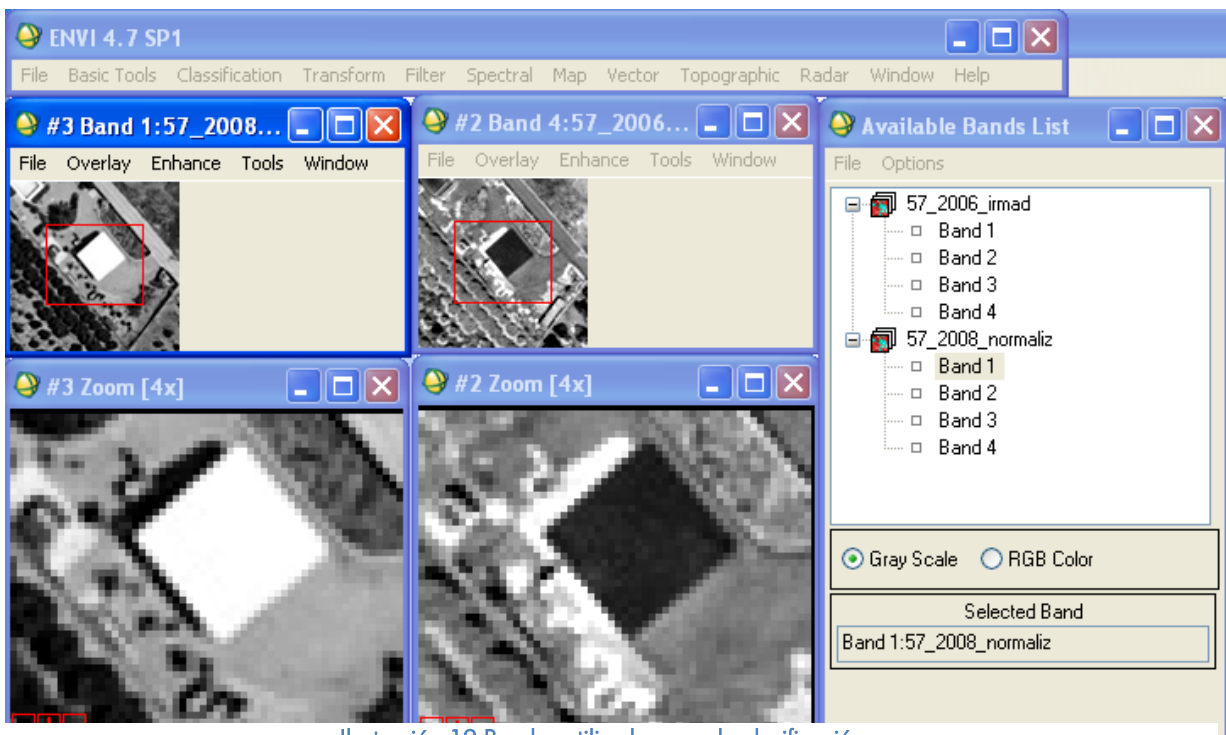 ENVI 4.7 SP1
File Basic Tools Classification Transform Filter Spectral Map Vector Topographic Radar Window Help
#3 Band 1:57_2008...
File Overlay Enhance Tools Window
#2 Band 4:57_2006...
File Overlay Enhance Tools Window
Available Bands List
File Options
57_2006_irmad
Band 1
Band 2
Band 3
Band 4
57_2008_normaliz
Band 1
Band 2
Band 3
Band 4
#3 Zoom [4x]
#2 Zoom [4x]
Gray Scale RGB Color
Selected Band
Band 1:57_2008_normaliz